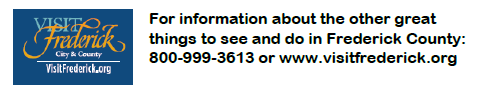 VISIT
Frederick
City & County
VisitFrederick.org
For information about the other great
things to see and do in Frederick County:
800-999-3613 or www.visitfrederick.org